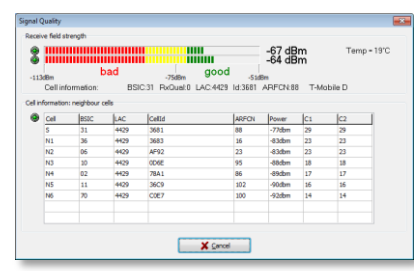 Signal Quality
Receive field strength
-67 dBm
-64 dBm
Temp = 19°C
bad good
-113dBm -75dBm -51dBm
Cell information: BSIC:31 RxQual:0 LAC:4429 Id:3681 ARFCN:88 T-Mobile D
Cell information: neighbour cells
Cell BSIC LAC CellId ARFCN Power C1 C2
S 31 4429 3681 88 -77dbm 29 29
N1 36 4429 3683 16 -83dbm 23 23
N2 06 4429 AF92 23 -83dbm 23 23
N3 10 4429 0D6E 95 -88dbm 18 18
N4 02 4429 78A1 86 -89dbm 17 17
N5 11 4429 36C9 102 -90dbm 16 16
N6 70 4429 C0E7 100 -92dbm 14 14
Cancel